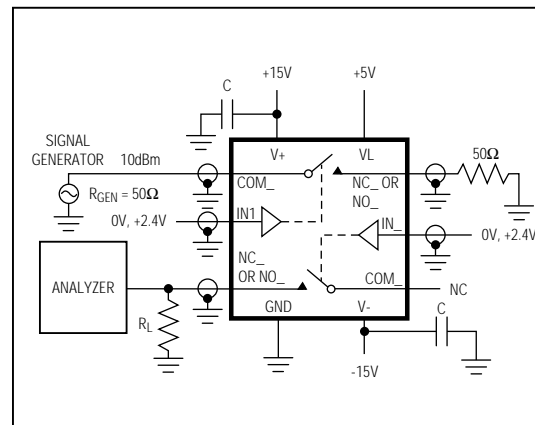 +15V
+5V
C
SIGNAL
GENERATOR
10dBm
V+
VL
50Ω
COM_
NC_ OR
NO_
RGEN = 50Ω
0V, +2.4V
IN1
IN_
0V, +2.4V
NC_
OR NO_
COM_
NC
ANALYZER
RL
GND
V-
C
-15V